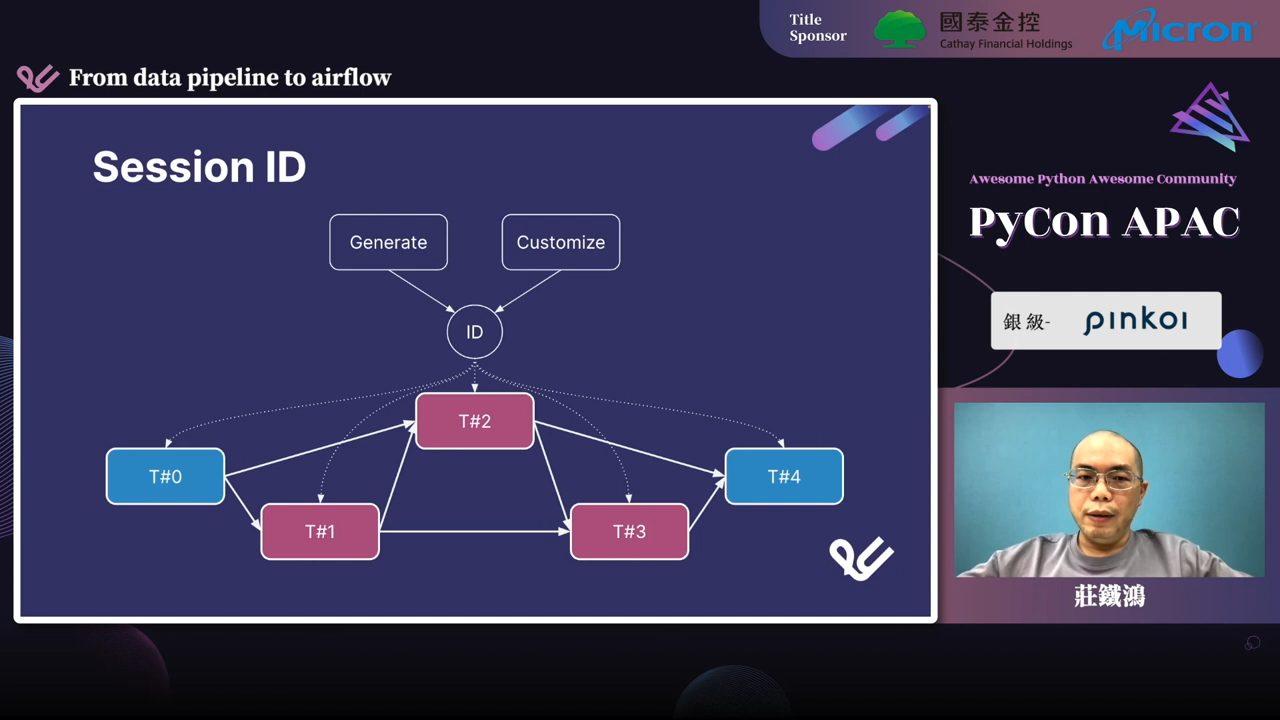 Title
Sponsor
國泰金控
Cathay Financial Holdings
Micron
From data pipeline to airflow
Session ID
Generate
Customize
ID
T#2
T#0
T#4
T#1
T#3
Awesome Python Awesome Community
PyCon APAC
銀級- pinkoi
莊鐵鴻